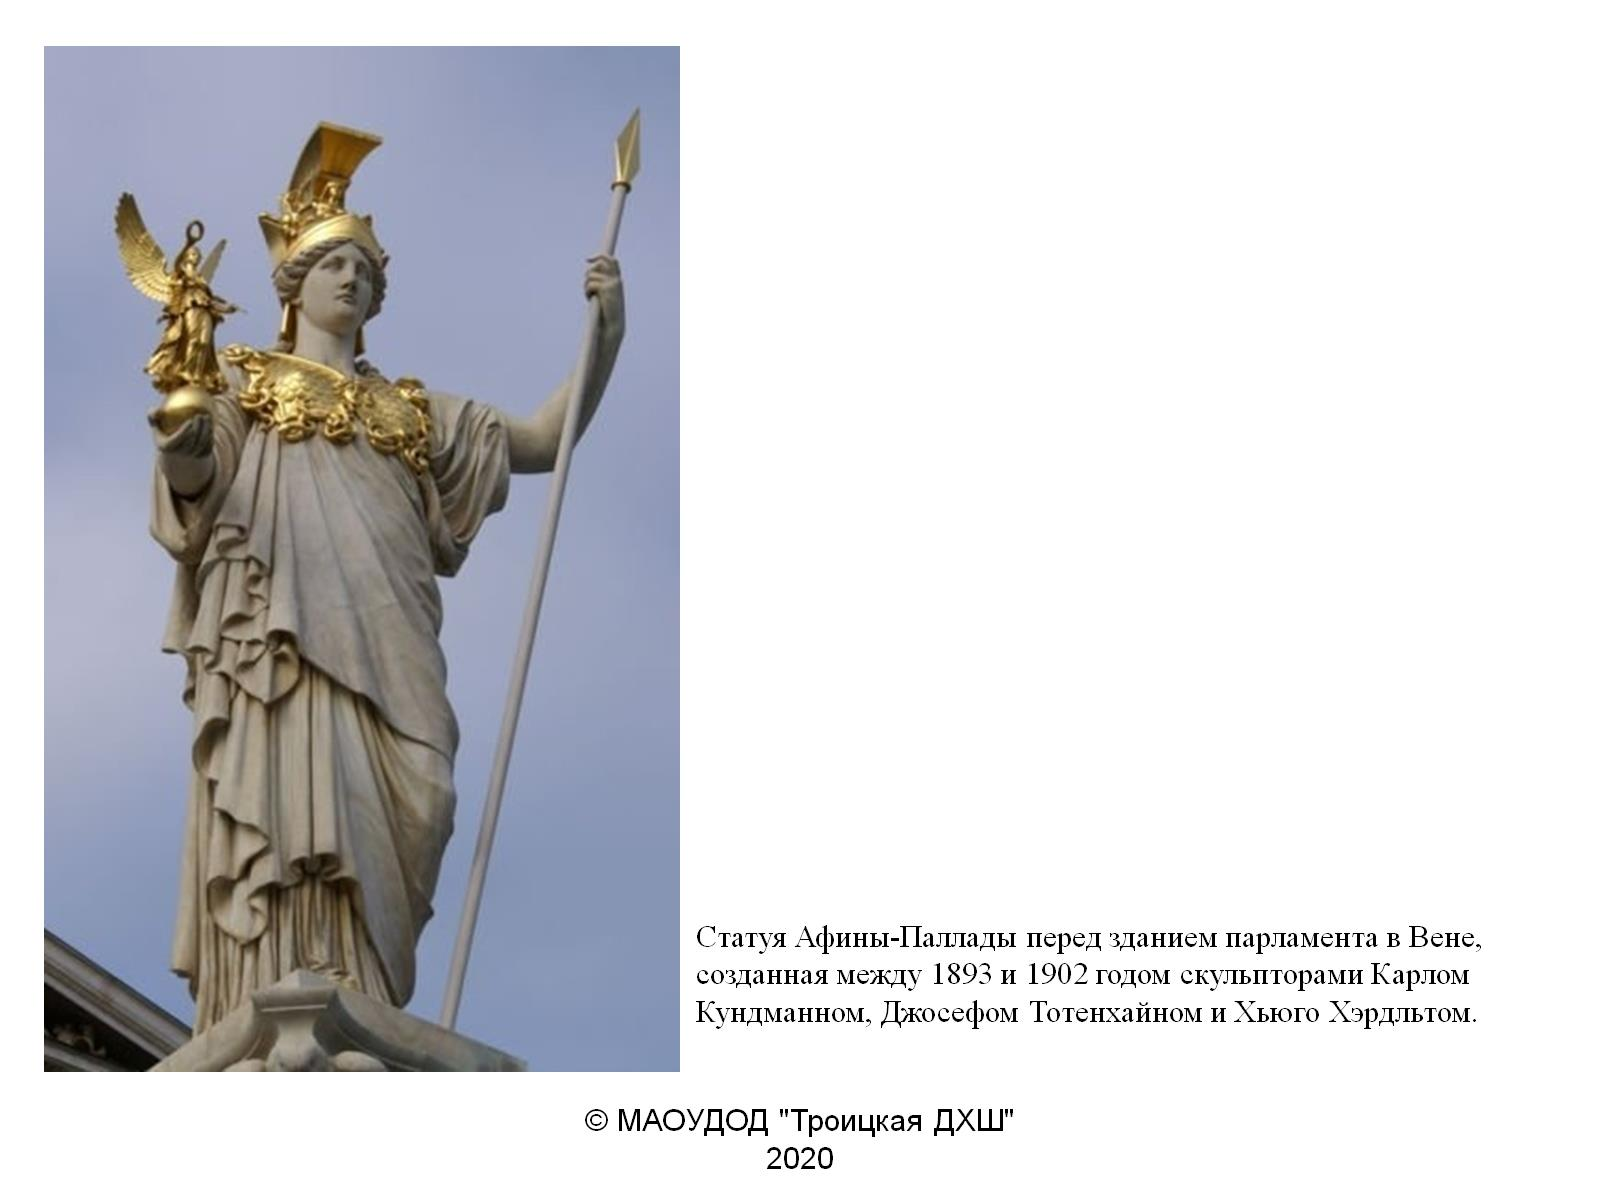 Статуя Афины-Паллады перед зданием парламента в Вене,
созданная между 1893 и 1902 годом скульпторами Карлом
Кундманном, Джосефом Тотенхайном и Хьюго Хэрдльтом.
© МАОУДОД "Троицкая ДХШ"
2020